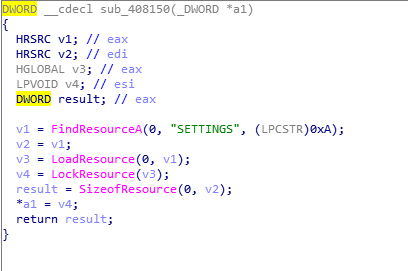 DWORD __cdecl sub_408150(_DWORD *a1)
{
HRSRC v1; // eax
HRSRC v2; // edi
HGLOBAL v3; // eax
LPVOID v4; // esi
DWORD result; // eax
v1 = FindResourceA(0, "SETTINGS", (LPCSTR)0xA);
v2 = v1;
v3 = LoadResource(0, v1);
v4 = LockResource(v3);
result = SizeofResource(0, v2);
*a1 = v4;
return result;
}